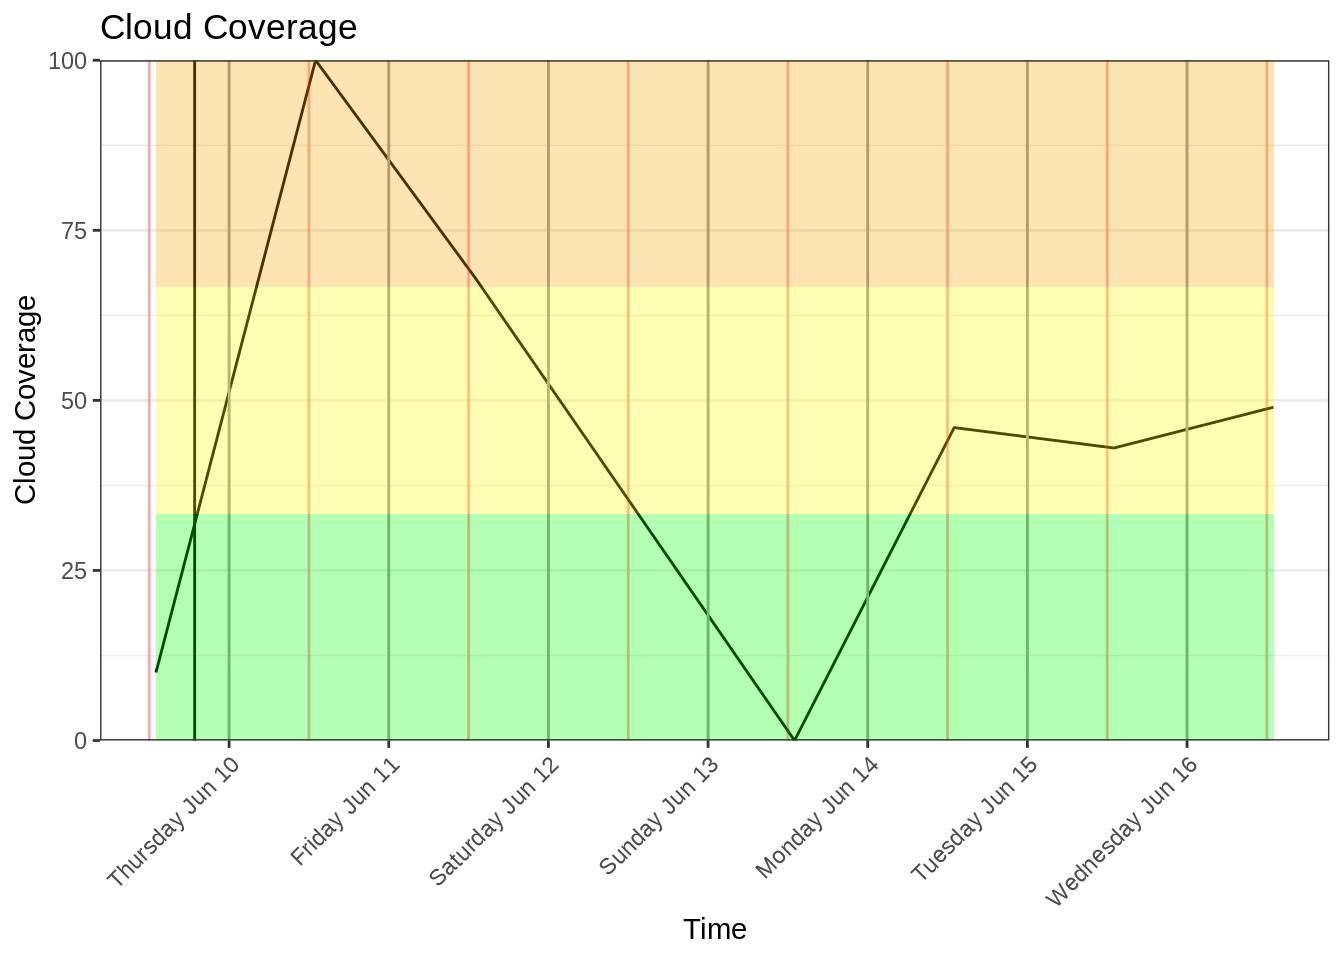 Cloud Coverage
100
75
50
25
0
Cloud Coverage
Thursday Jun 10
Friday Jun 11
Saturday Jun 12
Sunday Jun 13
Monday Jun 14
Tuesday Jun 15
Wednesday Jun 16
Time